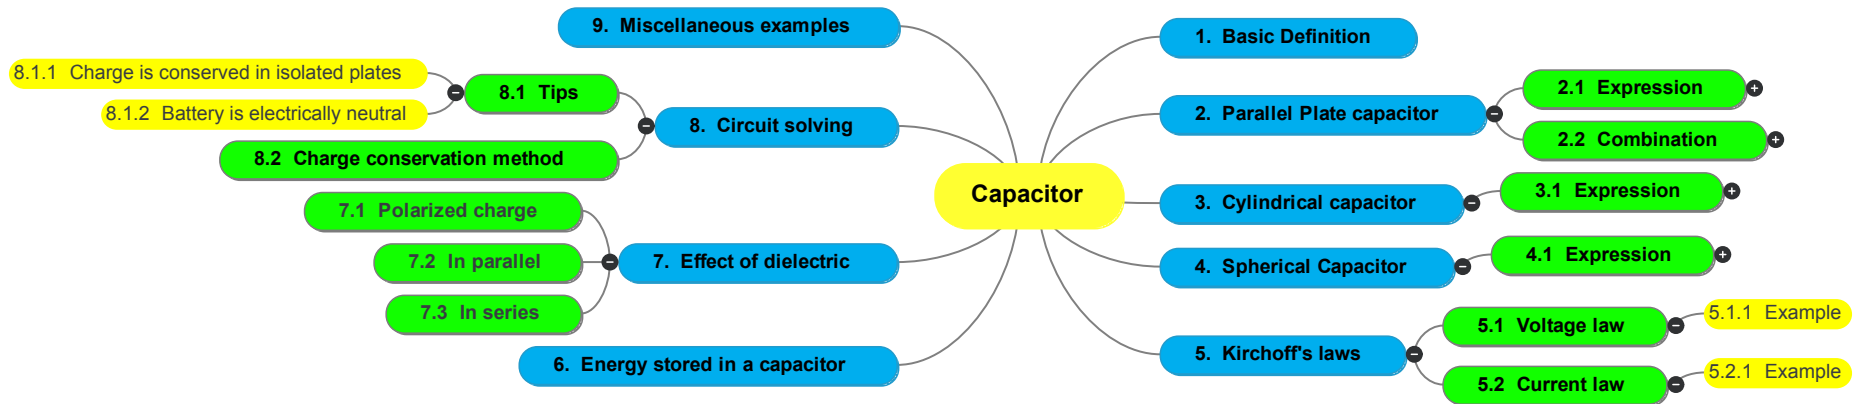 Capacitor
1. Basic Definition
2. Parallel Plate capacitor
2.1 Expression
2.2 Combination
3. Cylindrical capacitor
3.1 Expression
4. Spherical Capacitor
4.1 Expression
5. Kirchoff's laws
5.1 Voltage law
5.1.1 Example
5.2 Current law
5.2.1 Example
6. Energy stored in a capacitor
7. Effect of dielectric
7.1 Polarized charge
7.2 In parallel
7.3 In series
8. Circuit solving
8.1 Tips
8.1.1 Charge is conserved in isolated plates
8.1.2 Battery is electrically neutral
8.2 Charge conservation method
9. Miscellaneous examples